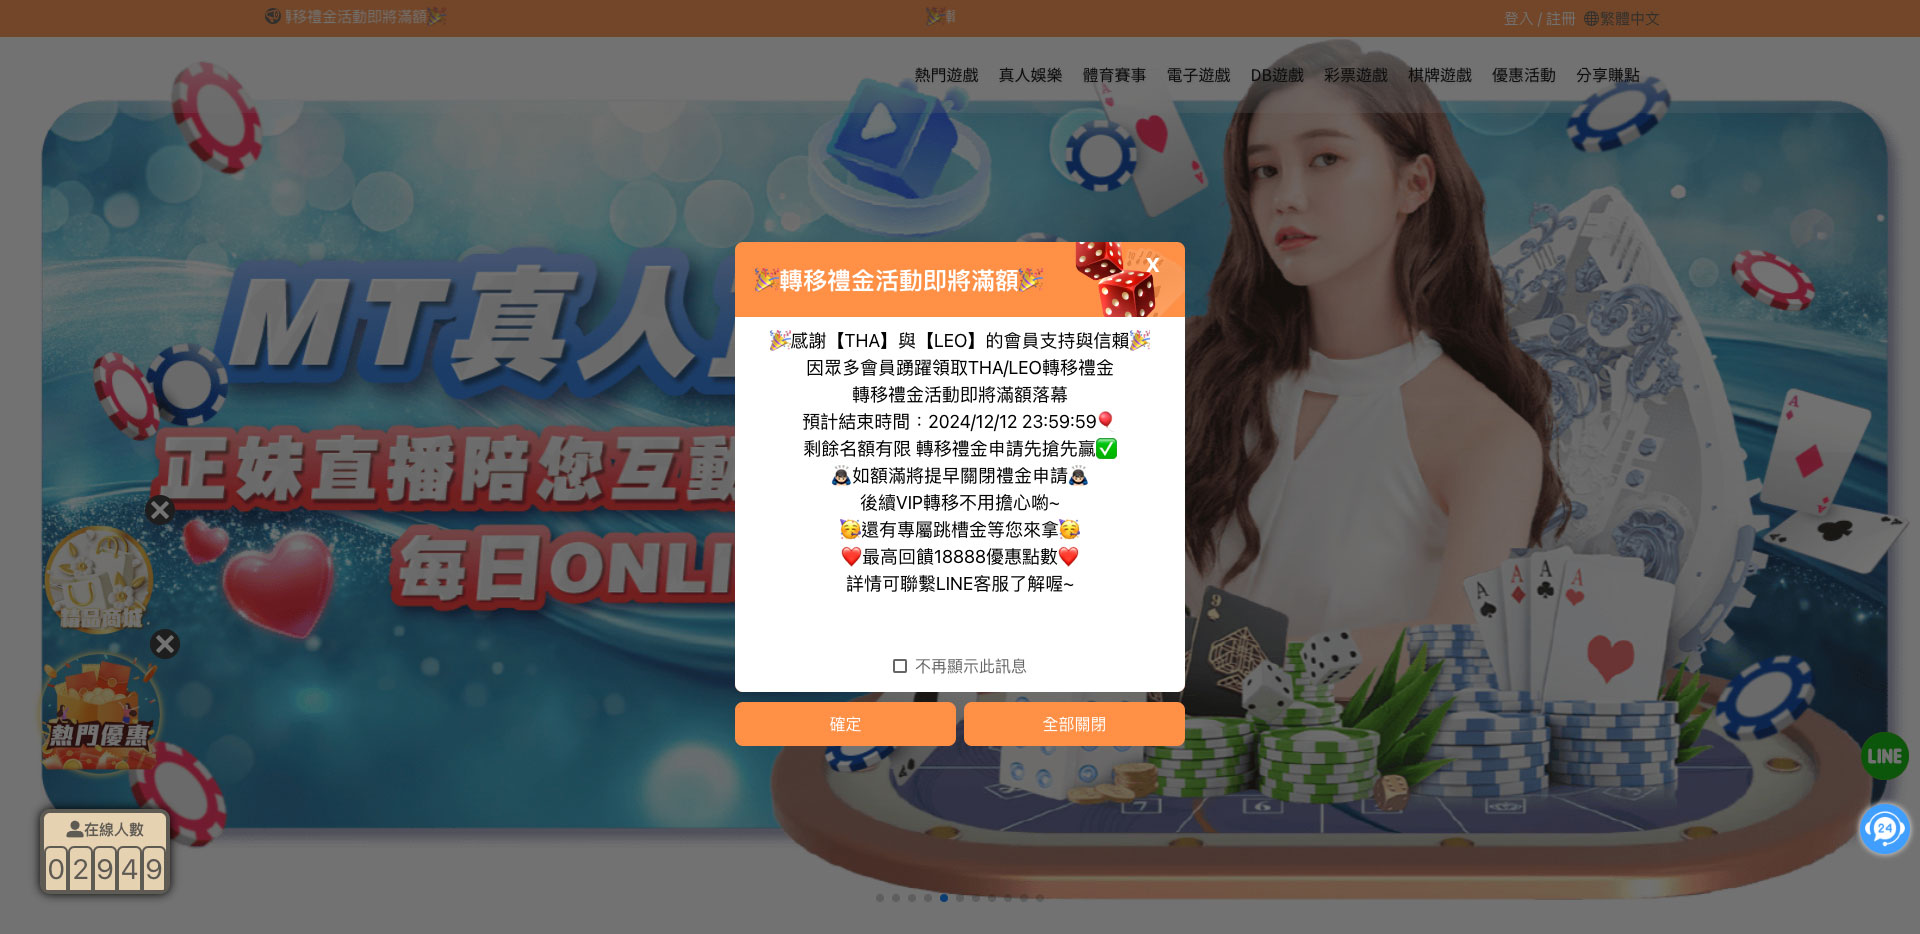 轉移禮金活動即將滿額🎉
🎉
登入 / 註冊 繁體中文
熱門遊戲 真人娛樂 體育賽事 電子遊戲 DB遊戲 彩票遊戲 棋牌遊戲 優惠活動 分享賺點
MT真人
正妹直播陪您互動
每日ONLI
🎉轉移禮金活動即將滿額🎉
X
🎉感謝【THA】與【LEO】的會員支持與信賴🎉
因眾多會員踴躍領取THA/LEO轉移禮金
轉移禮金活動即將滿額落幕
預計結束時間：2024/12/12 23:59:59🎈
剩餘名額有限 轉移禮金申請先搶先贏✅
🙇🏻‍♀️如額滿將提早關閉禮金申請🙇🏻‍♀️
後續VIP轉移不用擔心喲~
🥳還有專屬跳槽金等您來拿🥳
❤️最高回饋18888優惠點數❤️
詳情可聯繫LINE客服了解喔~
不再顯示此訊息
確定
全部關閉
精品商城
熱門優惠
在線人數
0 2 9 4 9
LINE
24
A
A
A
A
A
A
9
7
6